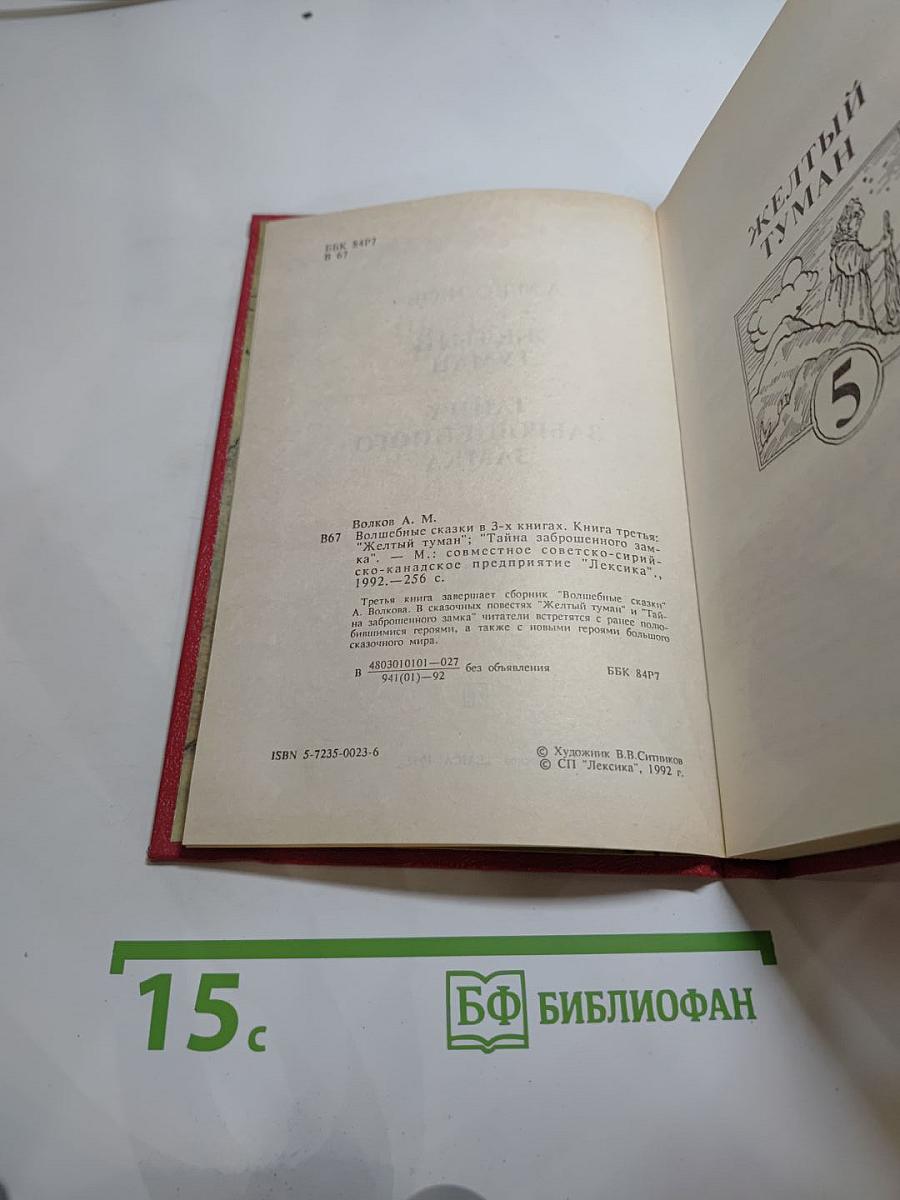 ББК 84Р7
В 67
Волков А. М.
В67 Волшебные сказки в 3-х книгах. Книга третья:
"Желтый туман"; "Тайна заброшенного зам-
ка". — М.: совместное советско-сирий-
ско-канадское предприятие "Лексика".,
1992.—256 с.
Третья книга завершает сборник "Волшебные сказки"
А. Волкова. В сказочных повестях "Желтый туман" и "Тай-
на заброшенного замка" читатели встретятся с ранее полю-
бившимися героями, а также с новыми героями большого
сказочного мира.
В 4803010101—027
941(01)—92 без объявления ББК 84Р7
ISBN 5-7235-0023-6
© Художник В.В.Ситников
© СП "Лексика", 1992 г.
ЖЕЛТЫЙ
ТУМАН
5
15 с
БФ БИБЛИОФАН